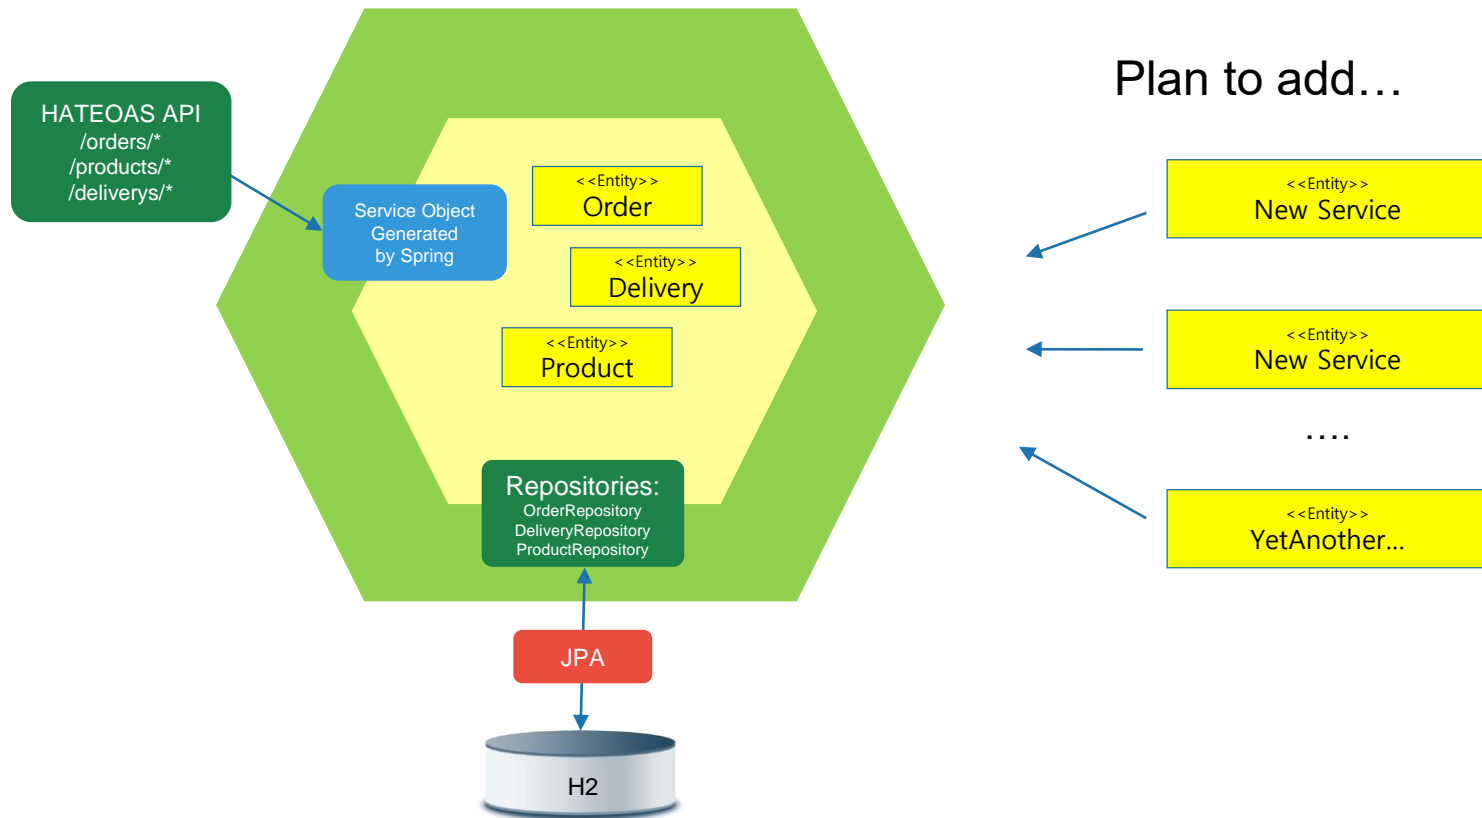 Plan to add…
HATEOAS API
/orders/*
/products/*
/deliverys/*
Service Object
Generated
by Spring
<<Entity>>
Order
<<Entity>>
Delivery
<<Entity>>
Product
Repositories:
OrderRepository
DeliveryRepository
ProductRepository
JPA
H2
<<Entity>>
New Service
<<Entity>>
New Service
….
<<Entity>>
YetAnother…